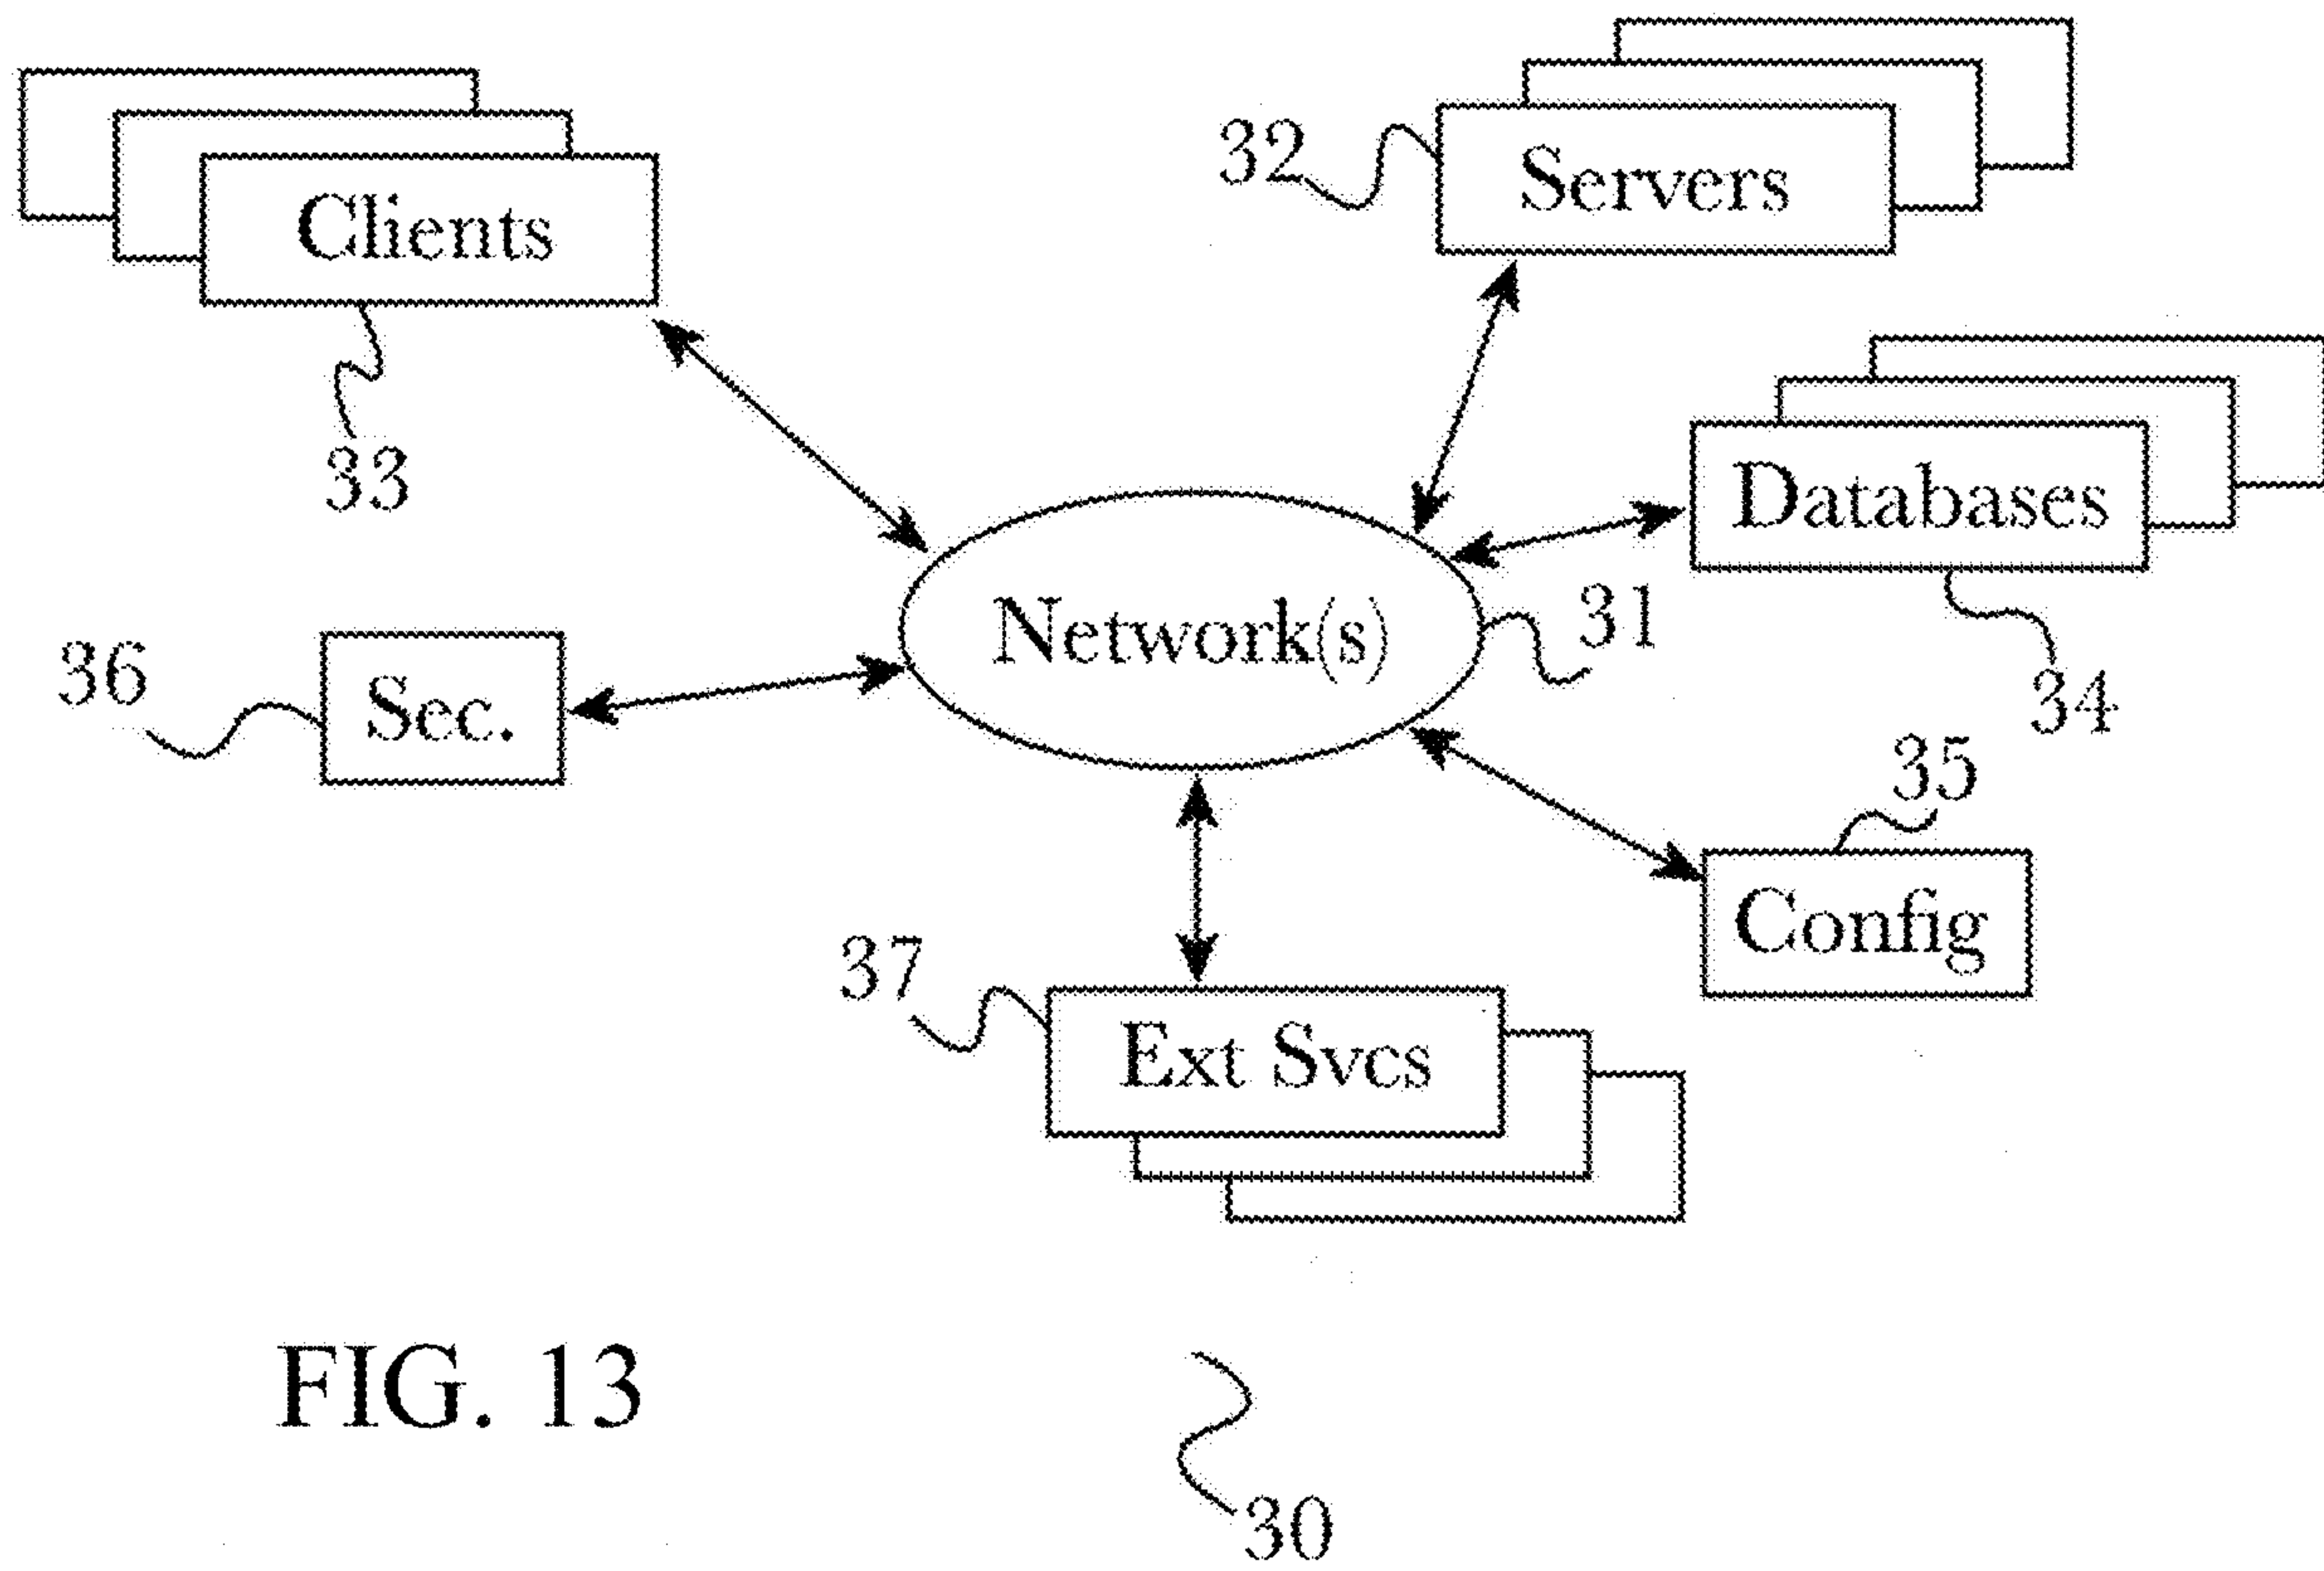 32
Servers
Clients
33
Databases
34
Network(s)
31
36
Sec.
35
Config
37
Ext Svcs
FIG. 13
30